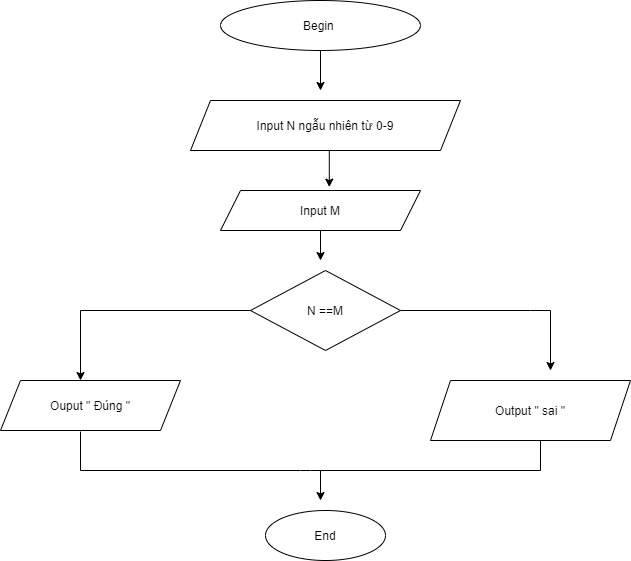 Begin
Input N ngẫu nhiên từ 0-9
Input M
N ==M
Ouput " Đúng "
Output " sai "
End